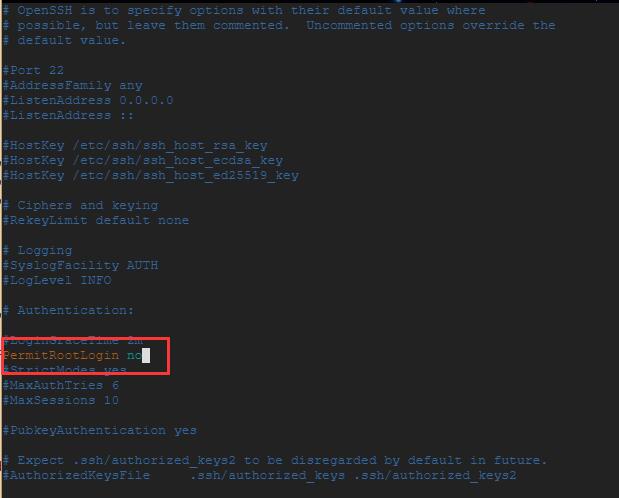 # OpenSSH is to specify options with their default value where
# possible, but leave them commented.  Uncommented options override the
# default value.
#Port 22
#AddressFamily any
#ListenAddress 0.0.0.0
#ListenAddress ::
#HostKey /etc/ssh/ssh_host_rsa_key
#HostKey /etc/ssh/ssh_host_ecdsa_key
#HostKey /etc/ssh/ssh_host_ed25519_key
# Ciphers and keying
#RekeyLimit default none
# Logging
#SyslogFacility AUTH
#LogLevel INFO
# Authentication:
#LoginGraceTime 2m
PermitRootLogin no
#StrictModes yes
#MaxAuthTries 6
#MaxSessions 10
#PubkeyAuthentication yes
# Expect .ssh/authorized_keys2 to be disregarded by default in future.
#AuthorizedKeysFile     .ssh/authorized_keys .ssh/authorized_keys2